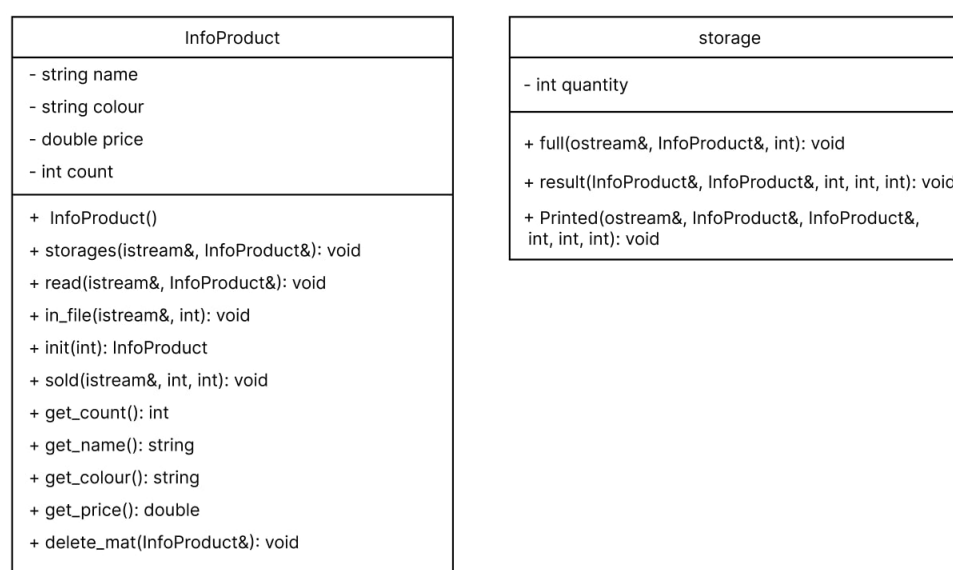 InfoProduct
- string name
- string colour
- double price
- int count
+ InfoProduct()
+ storages(istream&, InfoProduct&): void
+ read(istream&, InfoProduct&): void
+ in_file(istream&, int): void
+ init(int): InfoProduct
+ sold(istream&, int, int): void
+ get_count(): int
+ get_name(): string
+ get_colour(): string
+ get_price(): double
+ delete_mat(InfoProduct&): void
storage
- int quantity
+ full(ostream&, InfoProduct&, int): void
+ result(InfoProduct&, InfoProduct&, int, int, int): void
+ Printed(ostream&, InfoProduct&, InfoProduct&,
int, int, int): void